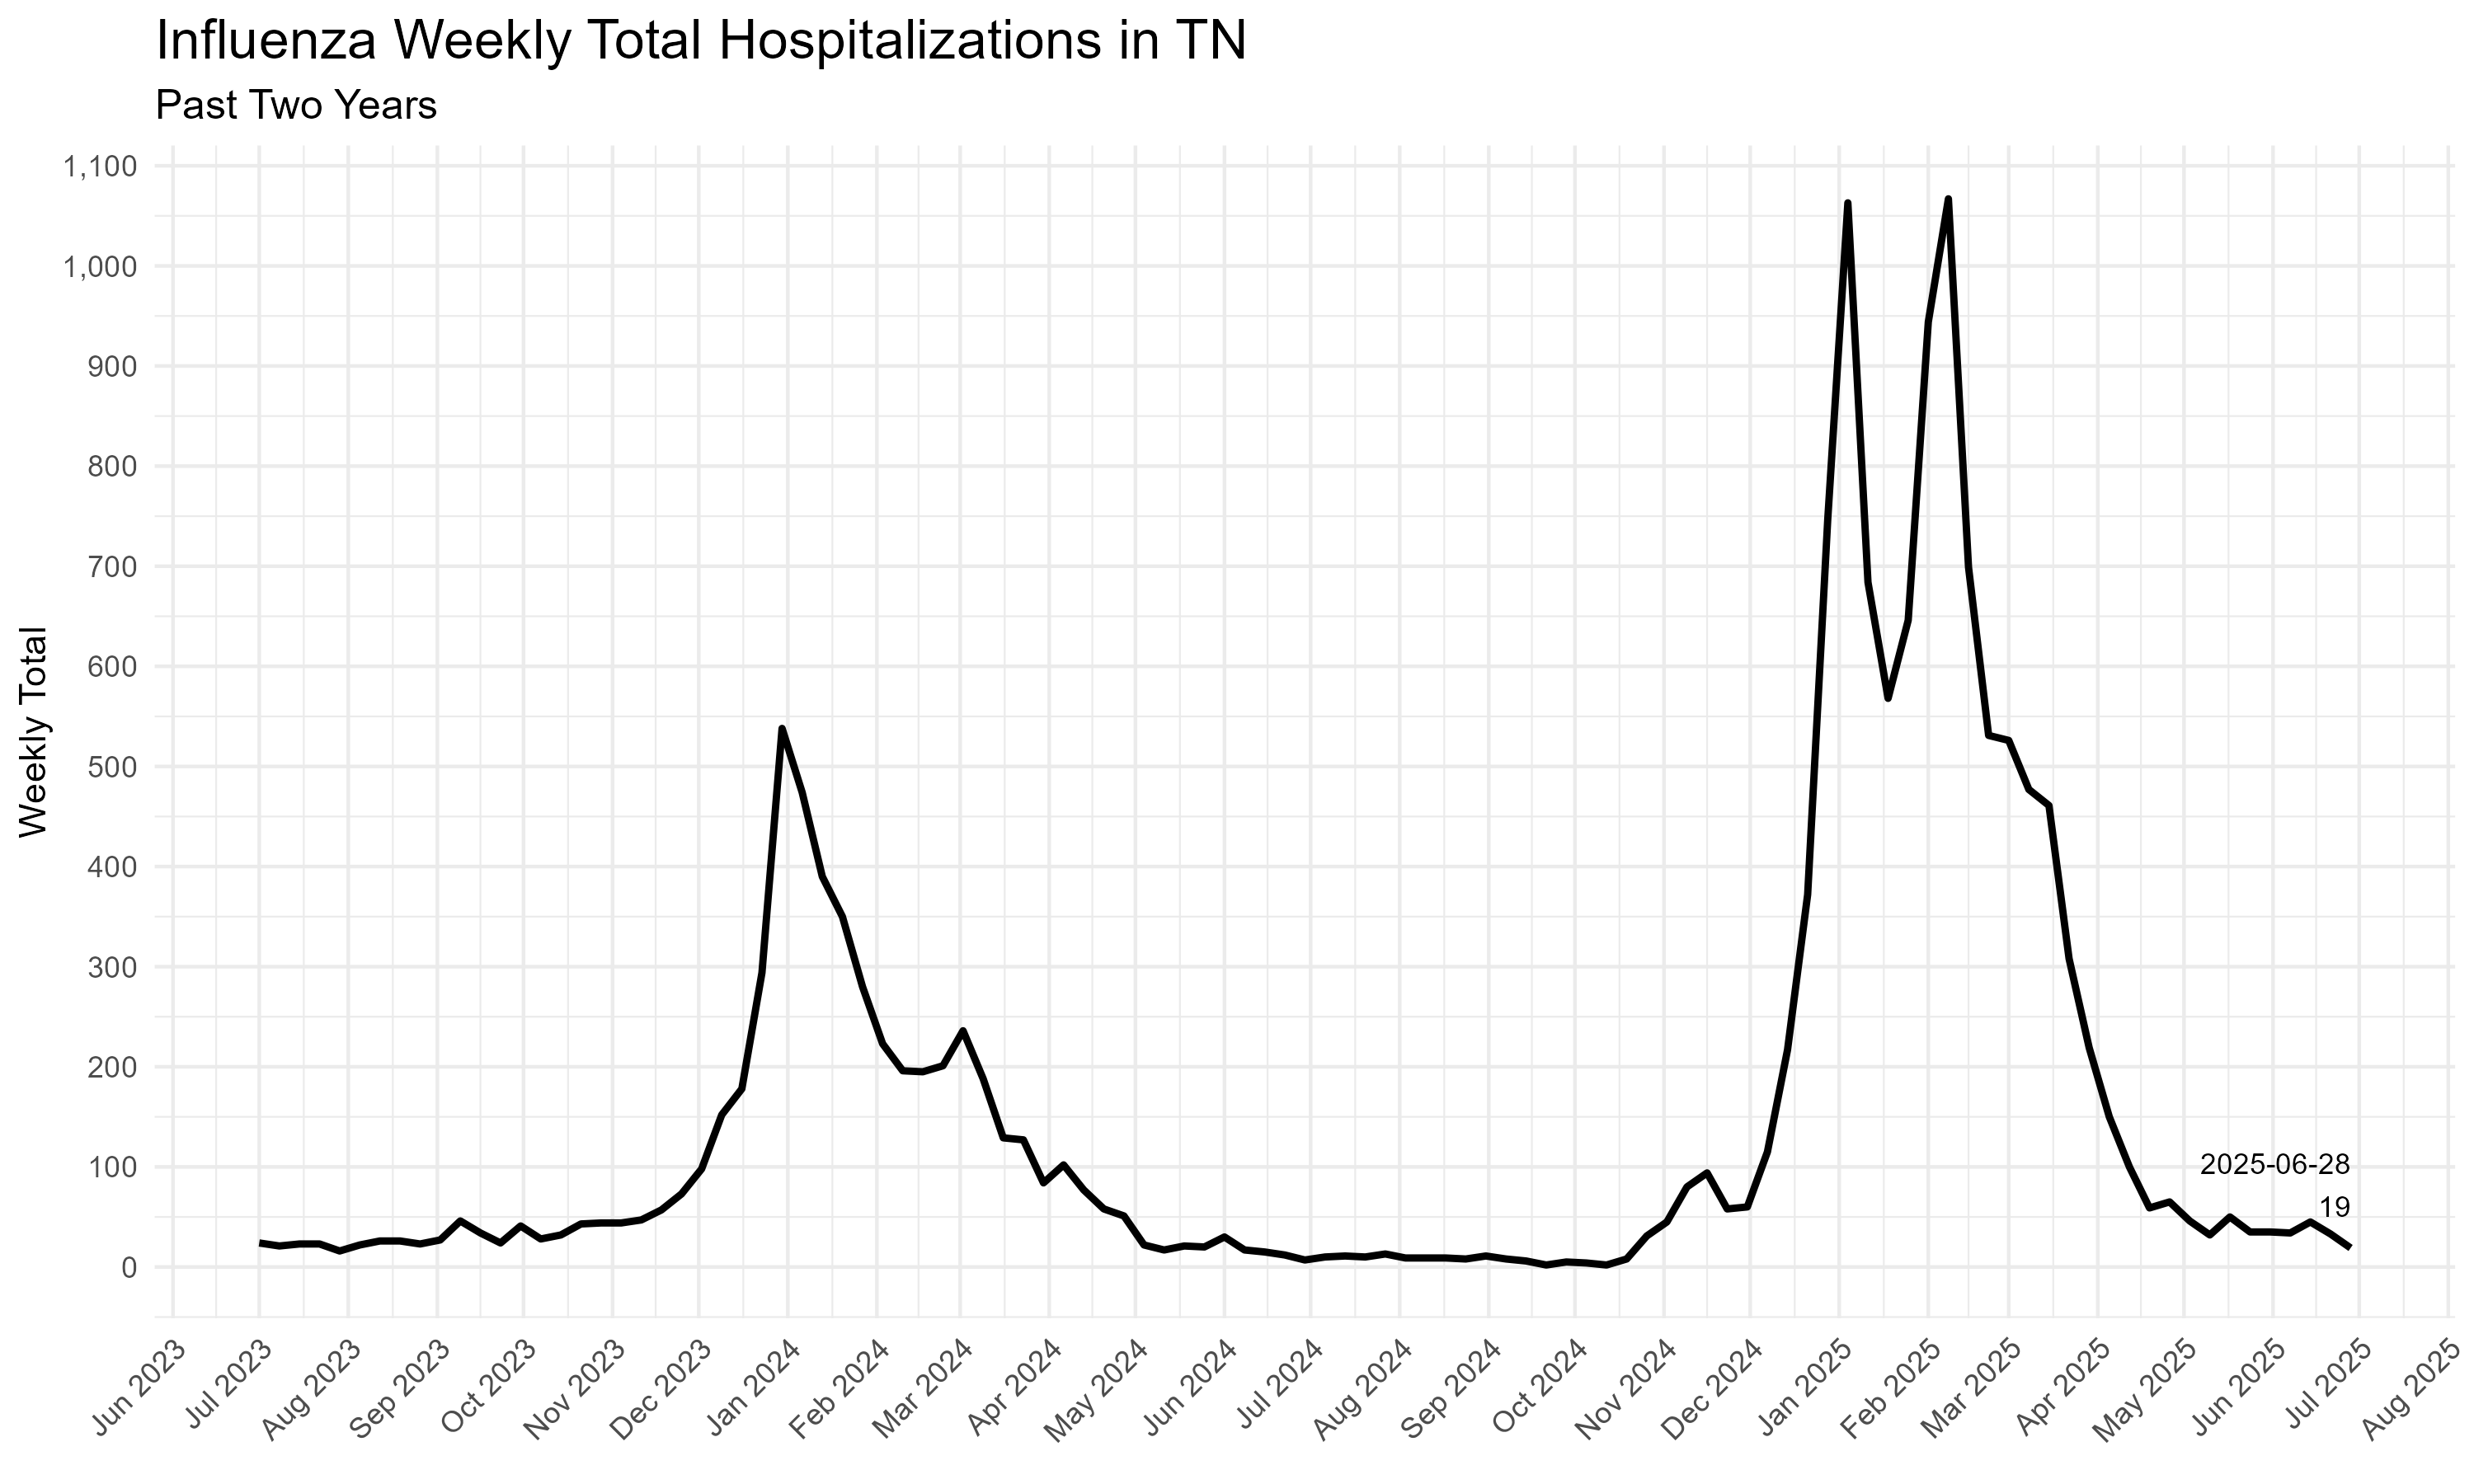 Influenza Weekly Total Hospitalizations in TN
Past Two Years
1,100
1,000
900
800
700
600
500
400
300
200
100
0
Weekly Total
2025-06-28
19
Jun 2023
Jul 2023
Aug 2023
Sep 2023
Oct 2023
Nov 2023
Dec 2023
Jan 2024
Feb 2024
Mar 2024
Apr 2024
May 2024
Jun 2024
Jul 2024
Aug 2024
Sep 2024
Oct 2024
Nov 2024
Dec 2024
Jan 2025
Feb 2025
Mar 2025
Apr 2025
May 2025
Jun 2025
Jul 2025
Aug 2025